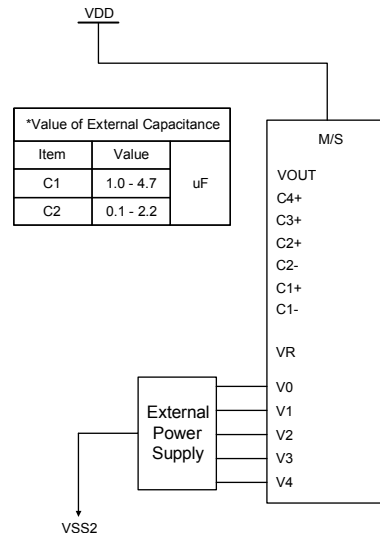 VDD
*Value of External Capacitance
Item Value
C1 1.0 - 4.7 uF
C2 0.1 - 2.2
M/S
VOUT
C4+
C3+
C2+
C2-
C1+
C1-
VR
V0
V1
V2
V3
V4
External
Power
Supply
VSS2